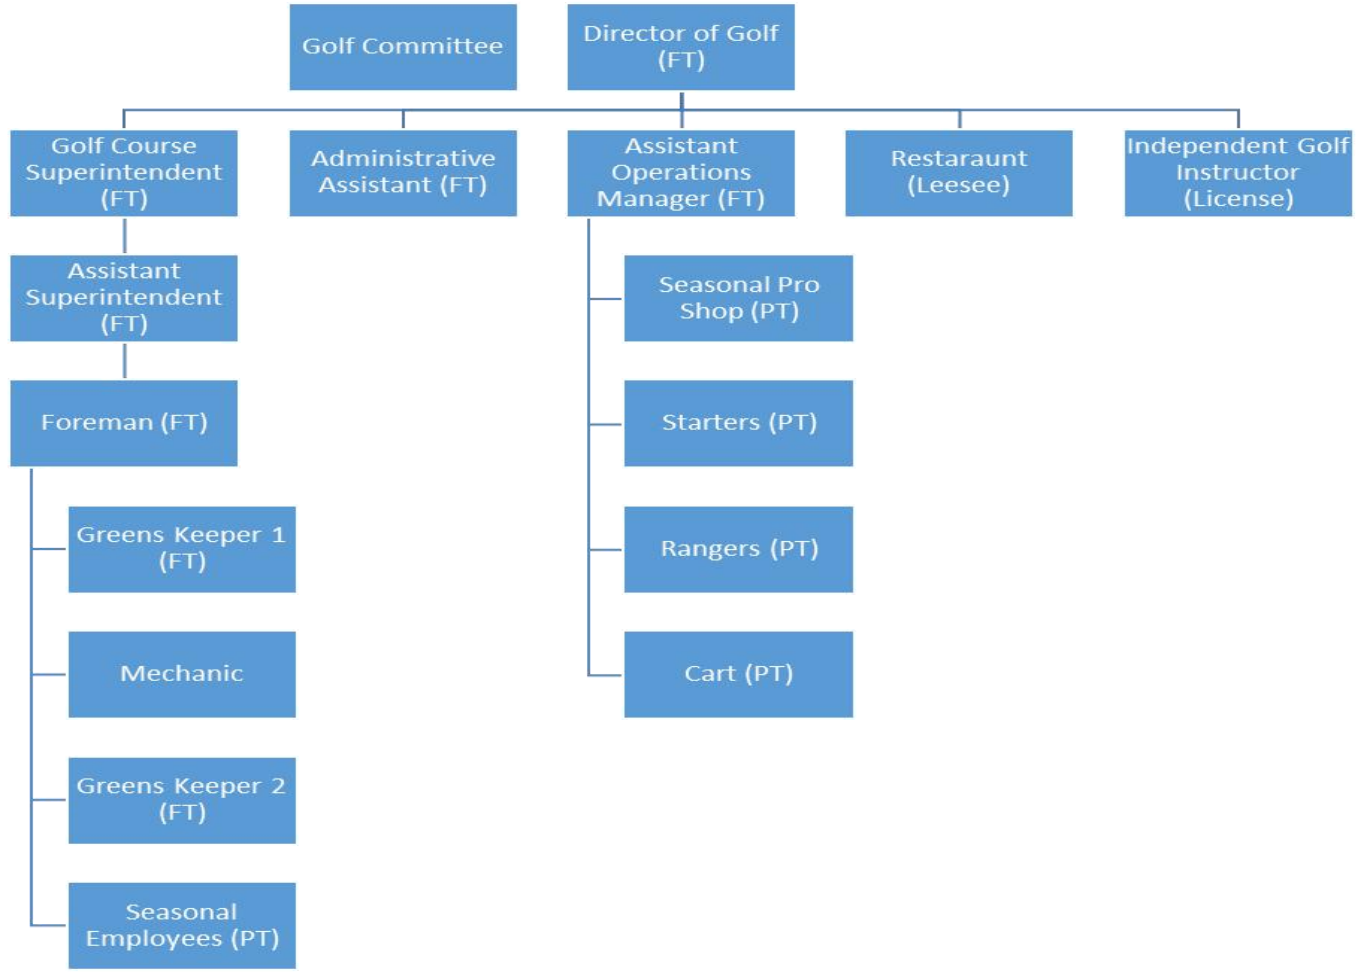 Golf Committee
Director of Golf
(FT)
Golf Course
Superintendent
(FT)
Administrative
Assistant (FT)
Assistant
Operations
Manager (FT)
Restaraunt
(Leesee)
Independent Golf
Instructor
(License)
Assistant
Superintendent
(FT)
Foreman (FT)
Greens Keeper 1
(FT)
Mechanic
Greens Keeper 2
(FT)
Seasonal
Employees (PT)
Seasonal Pro
Shop (PT)
Starters (PT)
Rangers (PT)
Cart (PT)